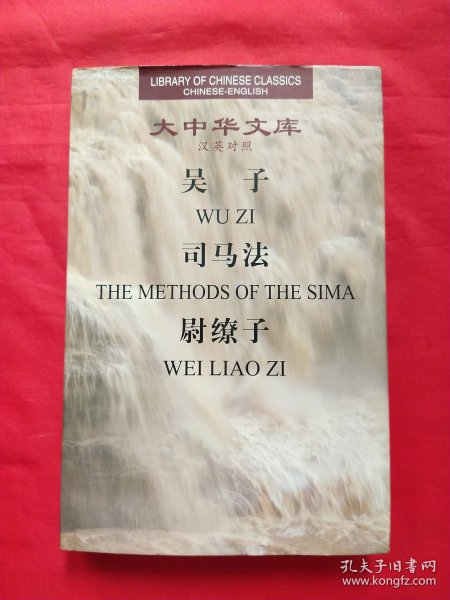 LIBRARY OF CHINESE CLASSICS
CHINESE-ENGLISH
大中华文库
汉英对照
吴 子
WU ZI
司马法
THE METHODS OF THE SIMA
尉缭子
WEI LIAO ZI
孔夫子旧书网
www.kongfz.com